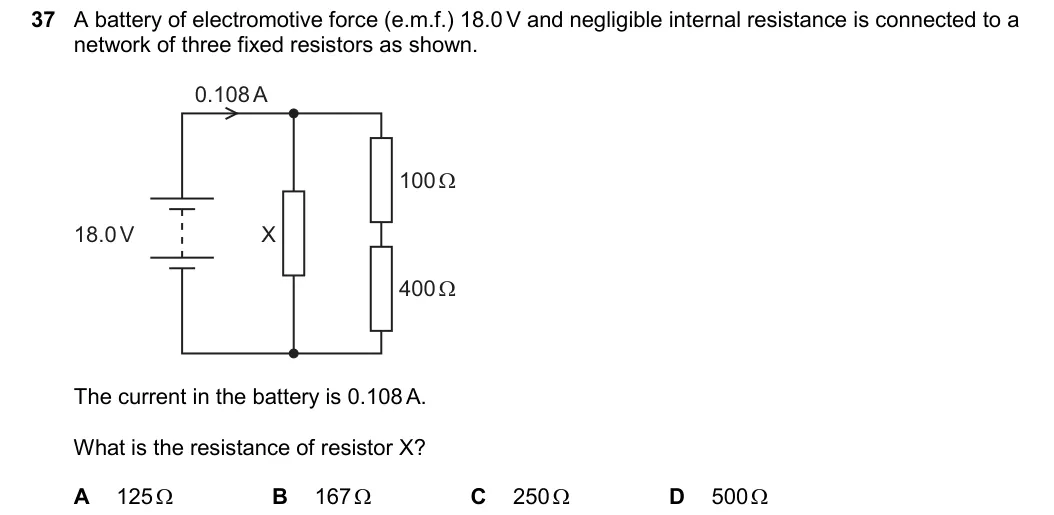 37 A battery of electromotive force (e.m.f.) 18.0 V and negligible internal resistance is connected to a
network of three fixed resistors as shown.
0.108 A
100 Ω
18.0 V
X
400 Ω
The current in the battery is 0.108 A.
What is the resistance of resistor X?
A 125 Ω B 167 Ω C 250 Ω D 500 Ω